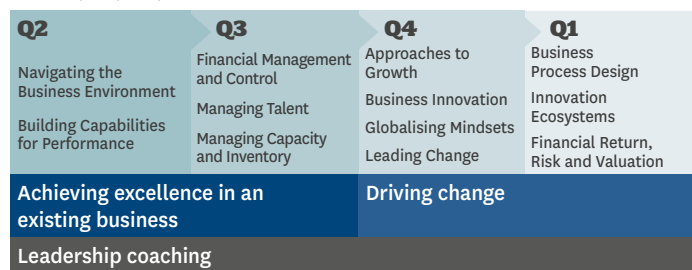 Q2
Navigating the
Business Environment
Building Capabilities
for Performance
Q3
Financial Management
and Control
Managing Talent
Managing Capacity
and Inventory
Q4
Approaches to
Growth
Business Innovation
Globalising Mindsets
Leading Change
Q1
Business
Process Design
Innovation
Ecosystems
Financial Return,
Risk and Valuation
Achieving excellence in an
existing business
Driving change
Leadership coaching